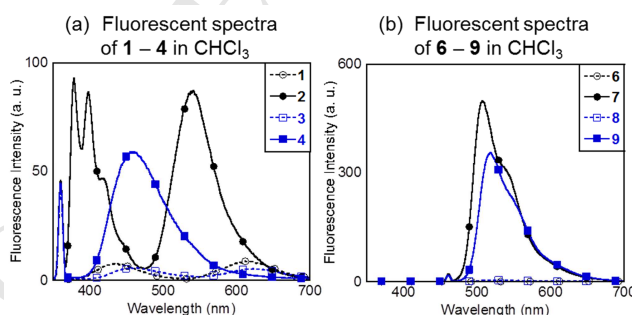 (a) Fluorescent spectra
of 1 – 4 in CHCl3
100
50
0
Fluorescence Intensity (a. u.)
1
2
3
4
400
500
600
700
Wavelength (nm)
(b) Fluorescent spectra
of 6 – 9 in CHCl3
600
300
0
Fluorescence Intensity (a. u.)
6
7
8
9
400
500
600
700
Wavelength (nm)